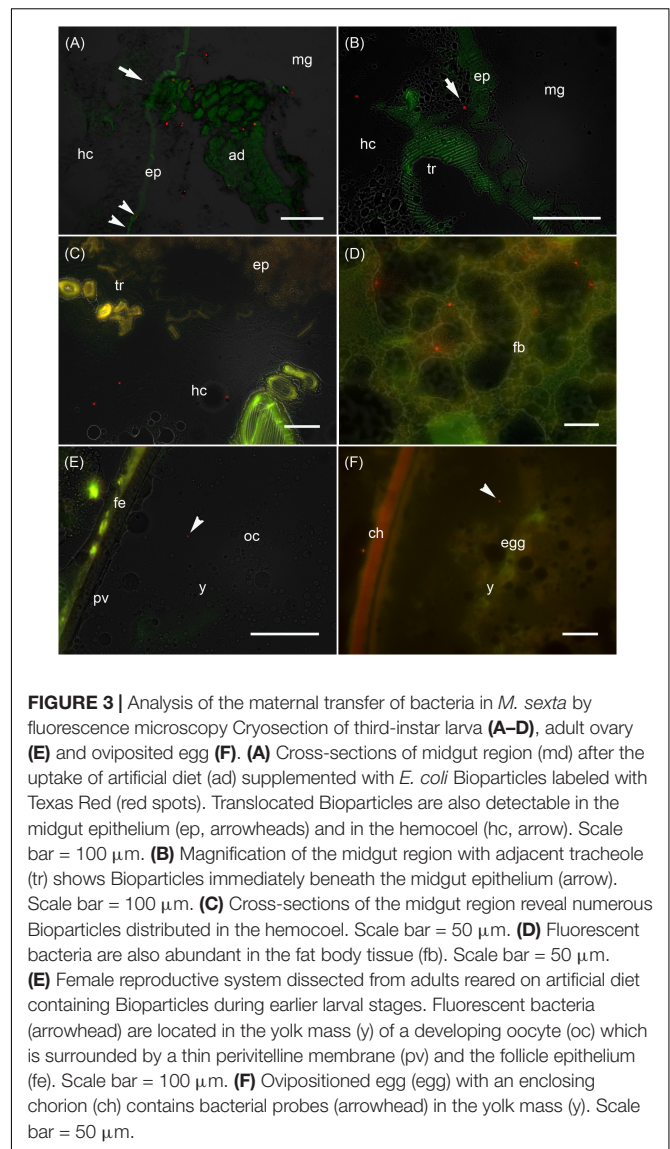 (A)
mg
hc
ep
ad
(B)
ep
mg
hc
tr
(C)
ep
tr
hc
(D)
fb
(E)
fe
oc
pv
y
(F)
ch
egg
y
FIGURE 3 | Analysis of the maternal transfer of bacteria in M. sexta by
fluorescence microscopy Cryosection of third-instar larva (A–D), adult ovary
(E) and oviposited egg (F). (A) Cross-sections of midgut region (md) after the
uptake of artificial diet (ad) supplemented with E. coli Bioparticles labeled with
Texas Red (red spots). Translocated Bioparticles are also detectable in the
midgut epithelium (ep, arrowheads) and in the hemocoel (hc, arrow). Scale
bar = 100 μm. (B) Magnification of the midgut region with adjacent tracheole
(tr) shows Bioparticles immediately beneath the midgut epithelium (arrow).
Scale bar = 100 μm. (C) Cross-sections of the midgut region reveal numerous
Bioparticles distributed in the hemocoel. Scale bar = 50 μm. (D) Fluorescent
bacteria are also abundant in the fat body tissue (fb). Scale bar = 50 μm.
(E) Female reproductive system dissected from adults reared on artificial diet
containing Bioparticles during earlier larval stages. Fluorescent bacteria
(arrowhead) are located in the yolk mass (y) of a developing oocyte (oc) which
is surrounded by a thin perivitelline membrane (pv) and the follicle epithelium
(fe). Scale bar = 100 μm. (F) Ovipositioned egg (egg) with an enclosing
chorion (ch) contains bacterial probes (arrowhead) in the yolk mass (y). Scale
bar = 50 μm.